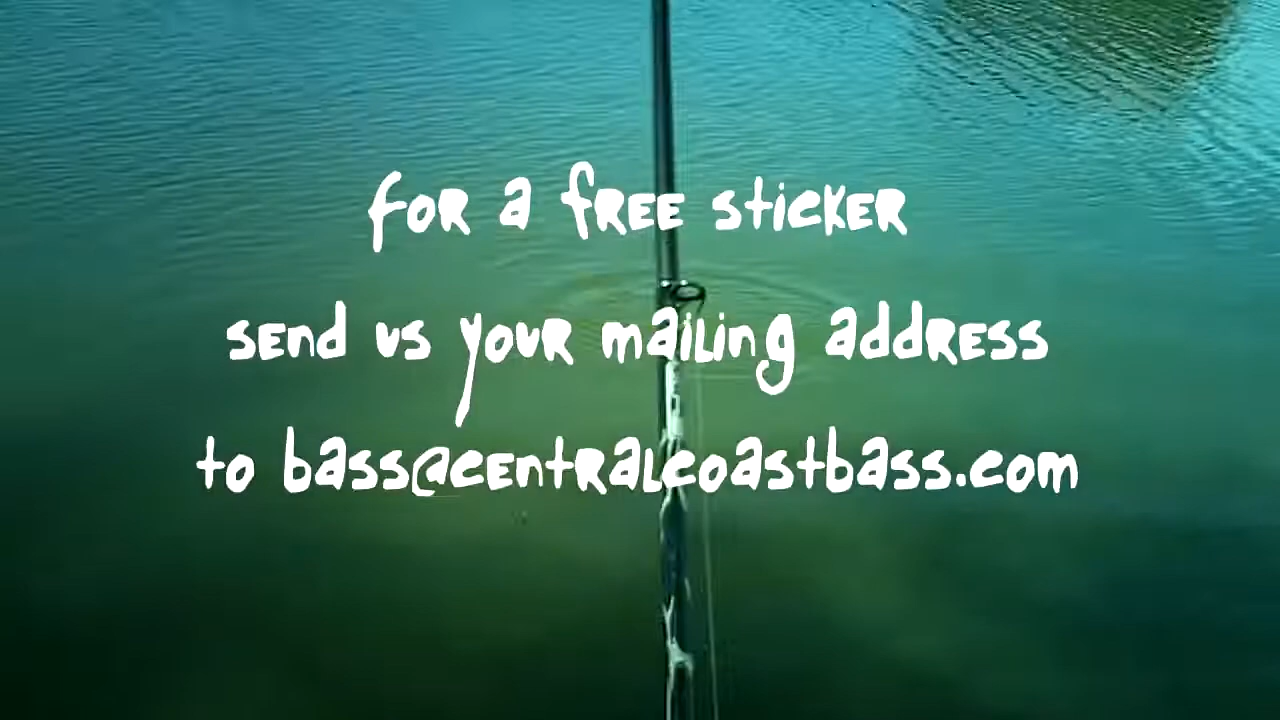 for a free sticker
send us your mailing address
to bass@centralcoastbass.com